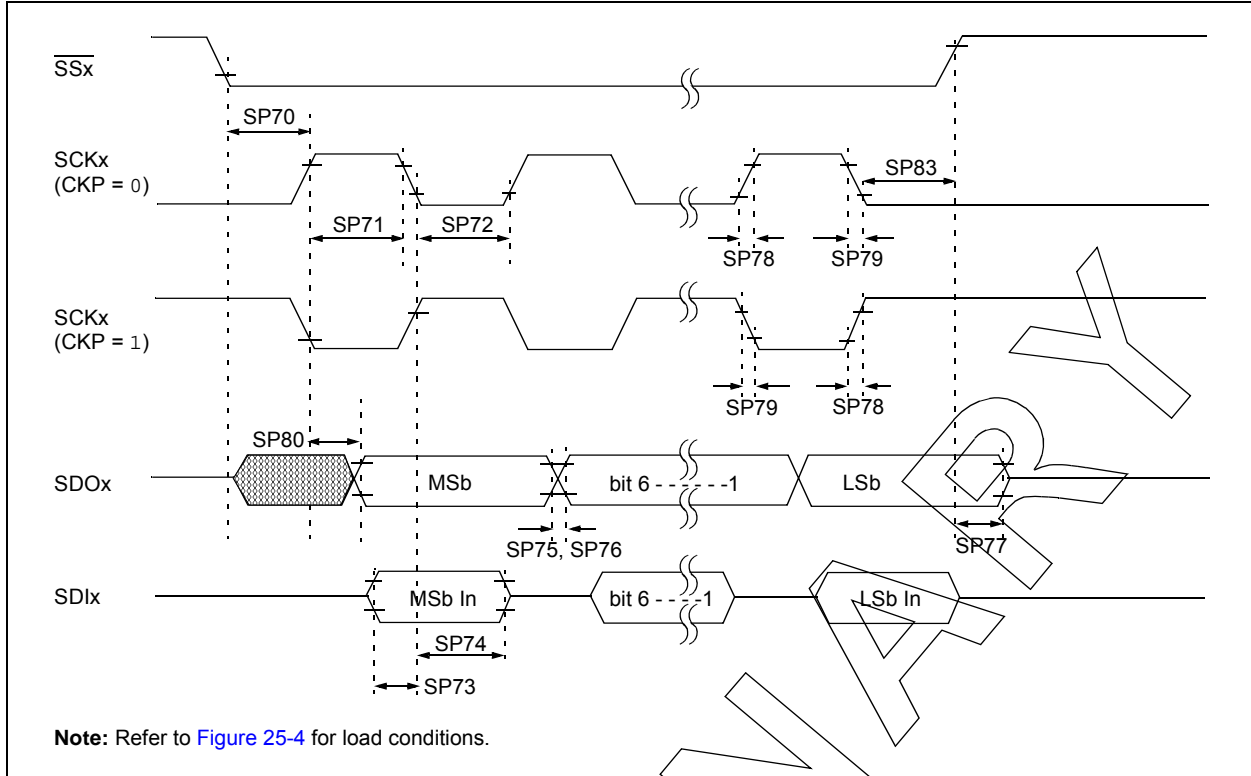 SSx
SP70
SCKx
(CKP = 0)
SP83
SP71
SP72
SP78
SP79
SCKx
(CKP = 1)
SP79
SP78
SP80
SDOx
MSb
bit 6 - - - - - -1
LSb
SP75, SP76
SP77
SDIx
MSb In
bit 6 - - - -1
LSb In
SP74
SP73
Note: Refer to Figure 25-4 for load conditions.